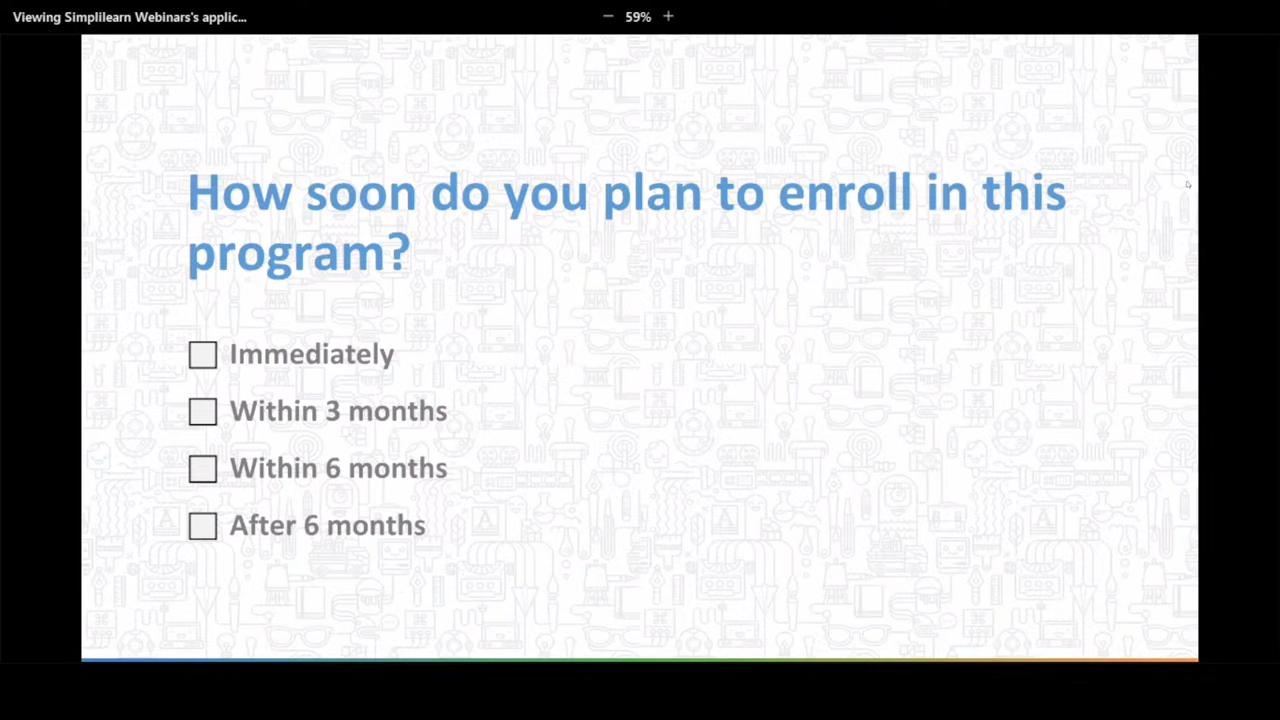 Viewing Simplilearn Webinars's applic...
− 59% +
How soon do you plan to enroll in this
program?
Immediately
Within 3 months
Within 6 months
After 6 months